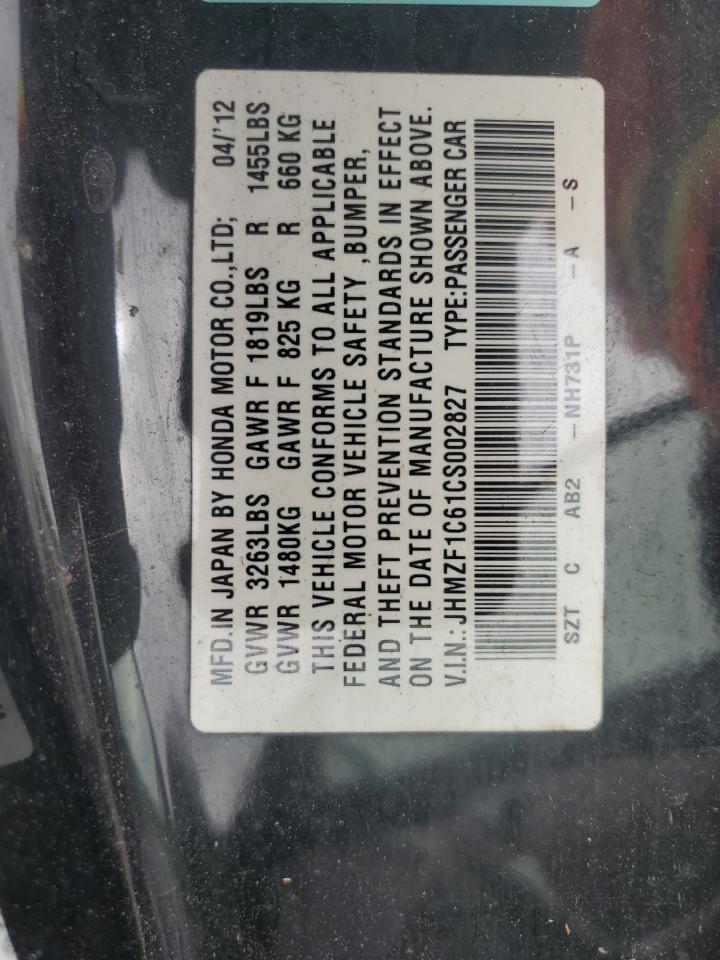 MFD. IN JAPAN BY HONDA MOTOR CO.,LTD; 04/'12
GVWR 3263LBS GAWR F 1819LBS R 1455LBS
GVWR 1480KG GAWR F 825 KG R 660 KG
THIS VEHICLE CONFORMS TO ALL APPLICABLE
FEDERAL MOTOR VEHICLE SAFETY ,BUMPER,
AND THEFT PREVENTION STANDARDS IN EFFECT
ON THE DATE OF MANUFACTURE SHOWN ABOVE.
V.I.N.: JHMZF1C61CS002827 TYPE:PASSENGER CAR
SZT C AB2 -NH731P -A -S